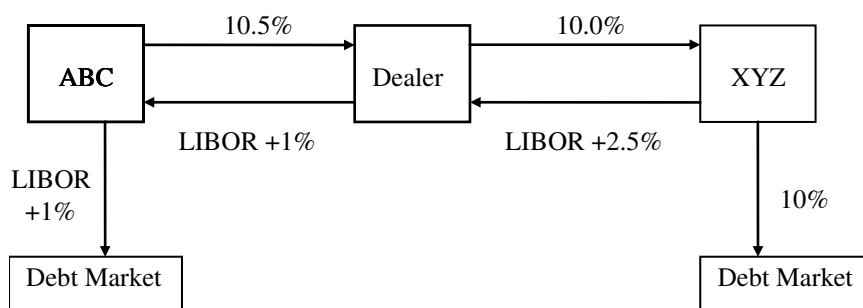 10.5%
10.0%
ABC
Dealer
XYZ
LIBOR +1%
LIBOR +2.5%
LIBOR
+1%
10%
Debt Market
Debt Market